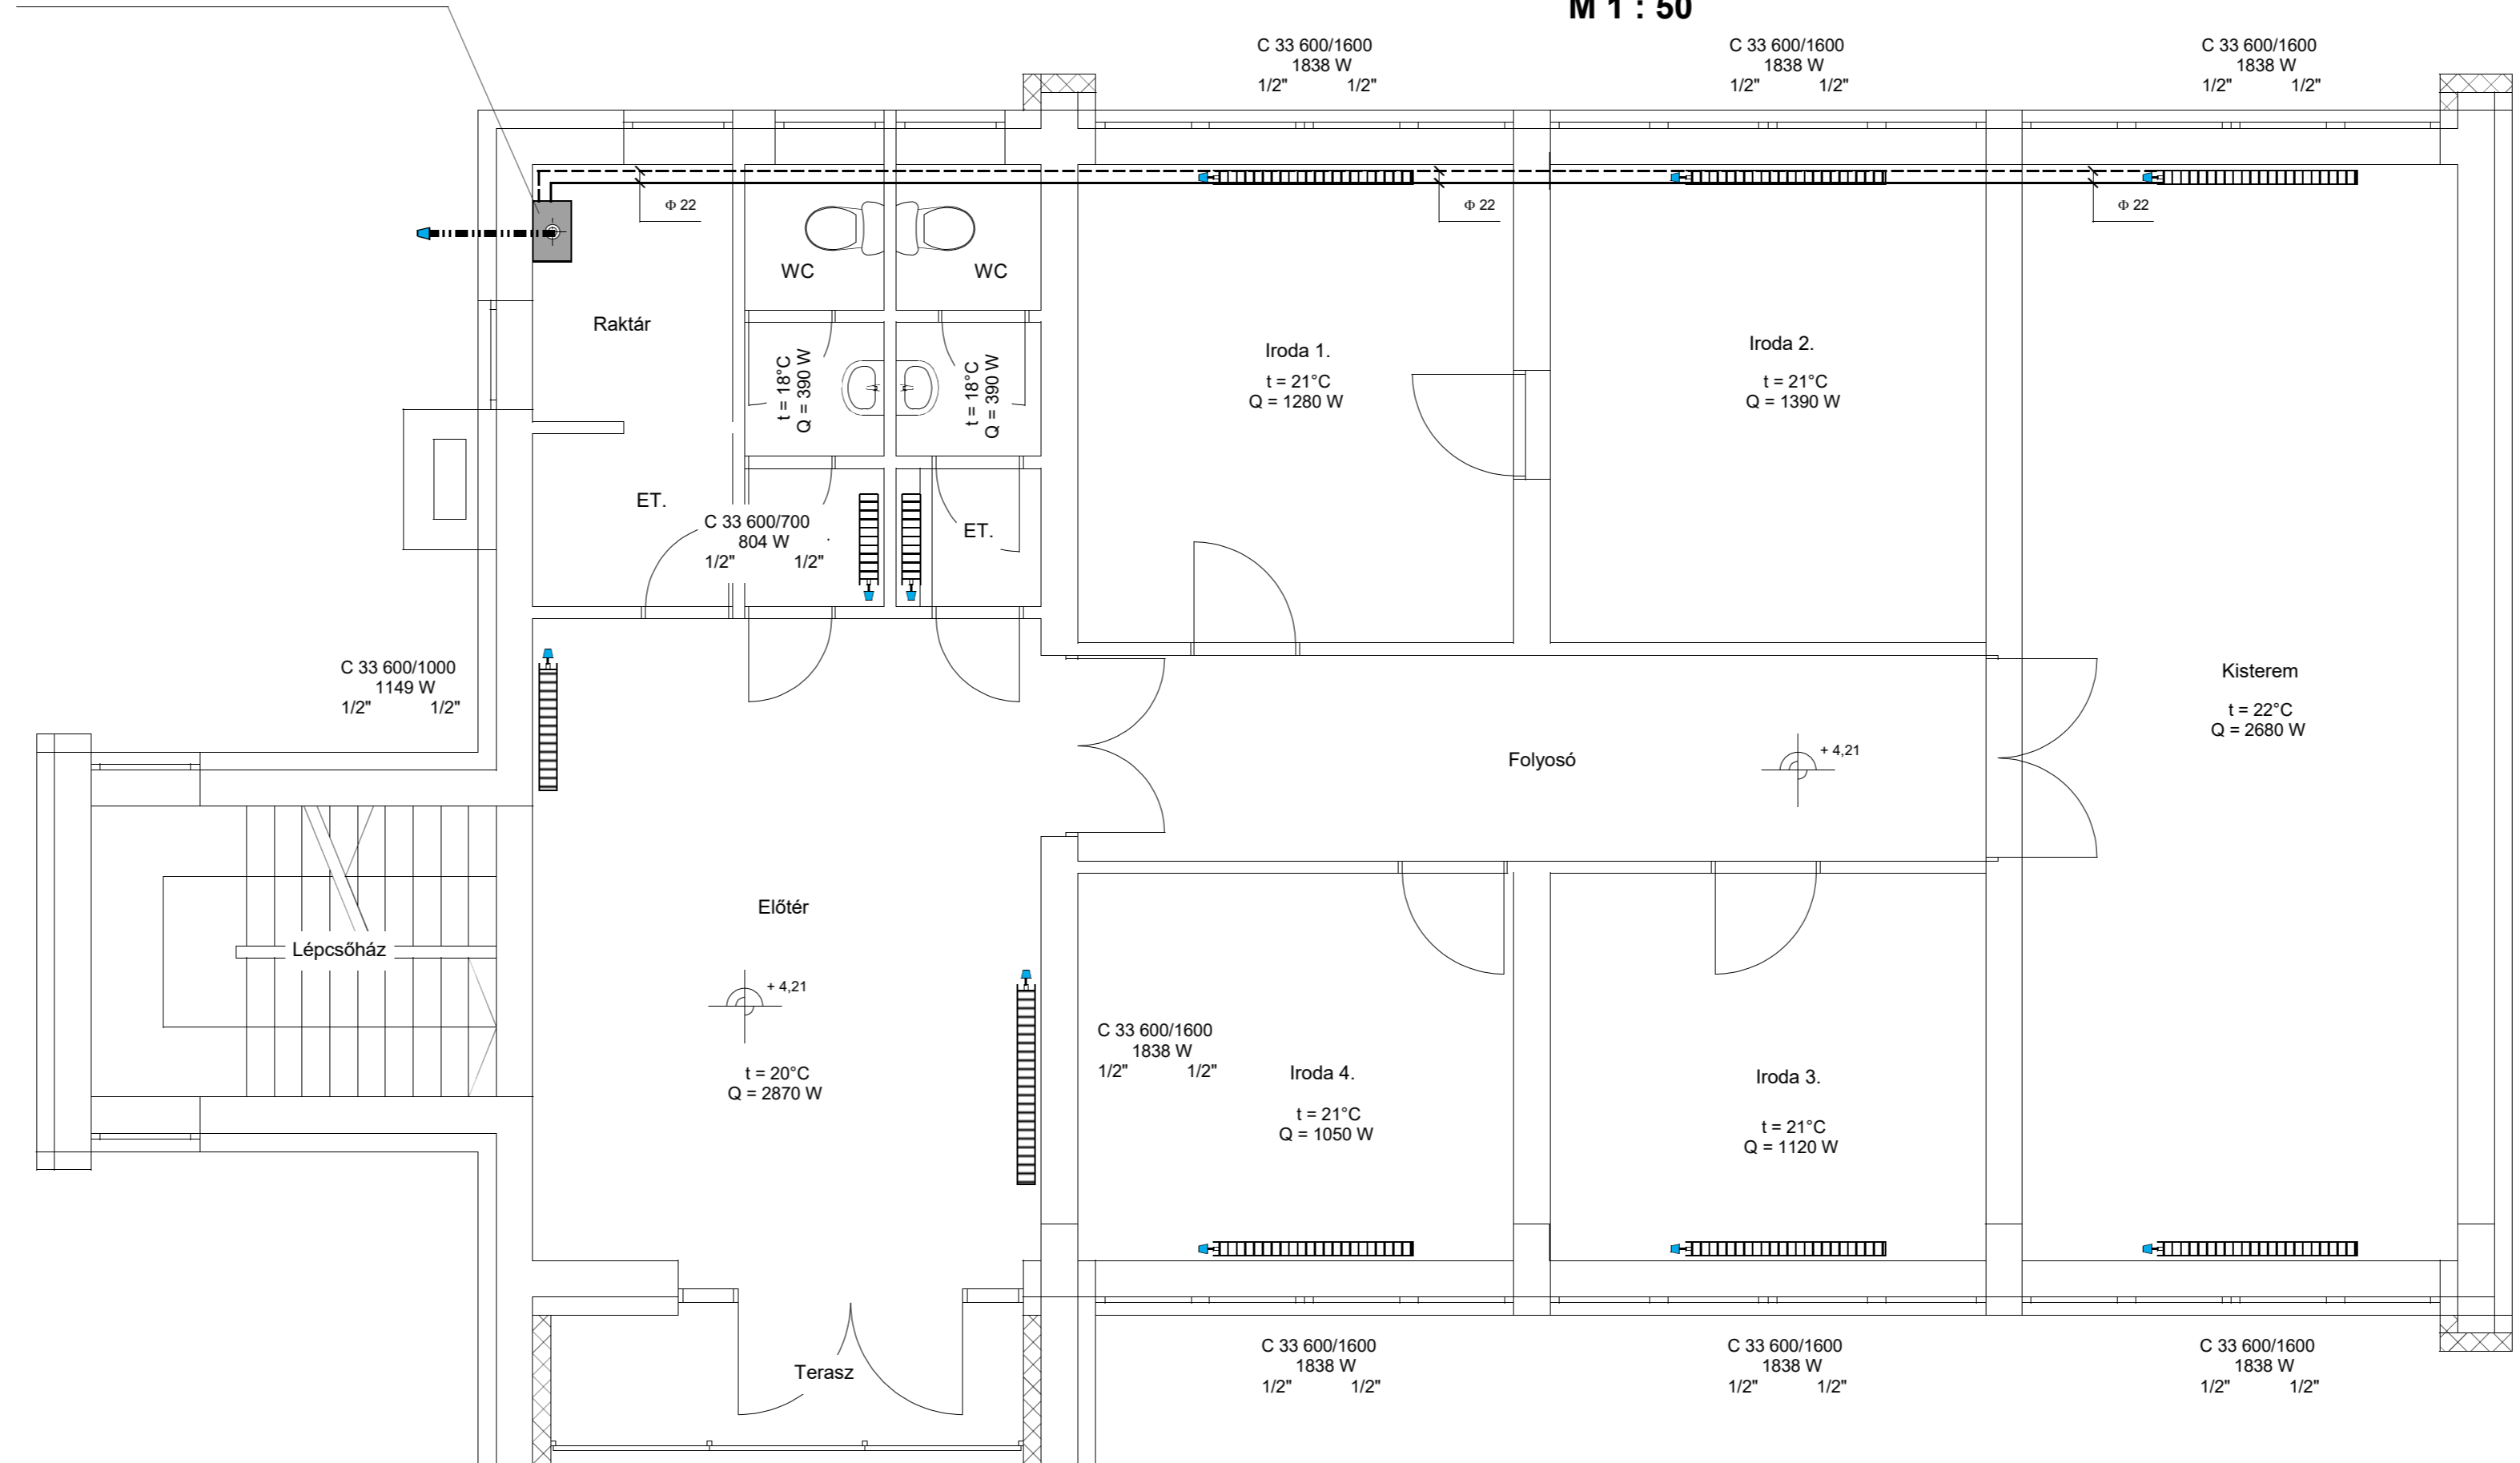 M 1 : 50
C 33 600/1600
1838 W
1/2" 1/2"
C 33 600/1600
1838 W
1/2" 1/2"
C 33 600/1600
1838 W
1/2" 1/2"
Φ 22
Φ 22
Φ 22
WC
WC
Raktár
t = 18°C
Q = 390 W
t = 18°C
Q = 390 W
Iroda 1.
t = 21°C
Q = 1280 W
Iroda 2.
t = 21°C
Q = 1390 W
ET.
C 33 600/700
804 W
1/2" 1/2"
ET.
C 33 600/1000
1149 W
1/2" 1/2"
Kisterem
t = 22°C
Q = 2680 W
Folyosó
+ 4,21
Előtér
Lépcsőház
+ 4,21
t = 20°C
Q = 2870 W
C 33 600/1600
1838 W
1/2" 1/2"
Iroda 4.
t = 21°C
Q = 1050 W
Iroda 3.
t = 21°C
Q = 1120 W
Terasz
C 33 600/1600
1838 W
1/2" 1/2"
C 33 600/1600
1838 W
1/2" 1/2"
C 33 600/1600
1838 W
1/2" 1/2"